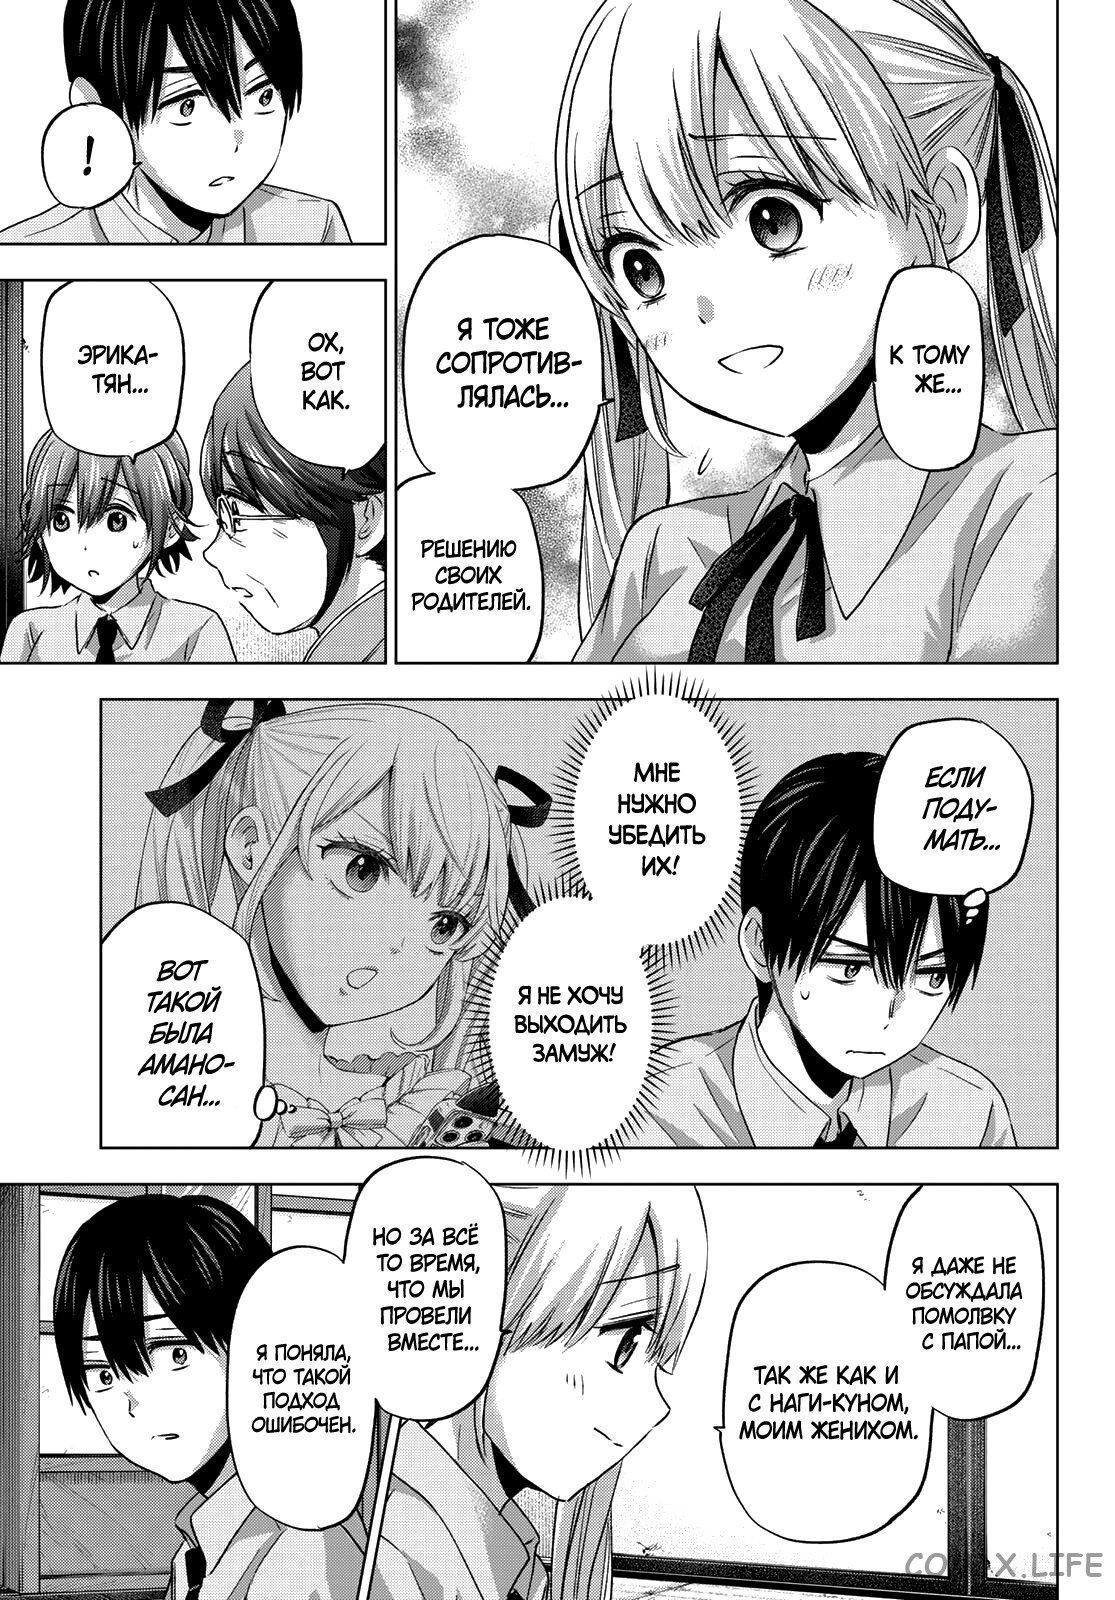 К ТОМУ
ЖЕ...
Я ТОЖЕ
СОПРОТИВ-
ЛЯЛАСЬ...
РЕШЕНИЮ
СВОИХ
РОДИТЕЛЕЙ.
!
ОХ,
ВОТ
КАК.
ЭРИКА-
ТЯН...
ЕСЛИ
ПОДУ-
МАТЬ...
МНЕ
НУЖНО
УБЕДИТЬ
ИХ!
Я НЕ ХОЧУ
ВЫХОДИТЬ
ЗАМУЖ!
ВОТ
ТАКОЙ
БЫЛА
АМАНО-
САН...
Я ДАЖЕ НЕ
ОБСУЖДАЛА
ПОМОЛВКУ
С ПАПОЙ...
ТАК ЖЕ КАК И
С НАГИ-КУНОМ,
МОИМ ЖЕНИХОМ.
НО ЗА ВСЁ
ТО ВРЕМЯ,
ЧТО МЫ
ПРОВЕЛИ
ВМЕСТЕ...
Я ПОНЯЛА,
ЧТО ТАКОЙ
ПОДХОД
ОШИБОЧЕН.